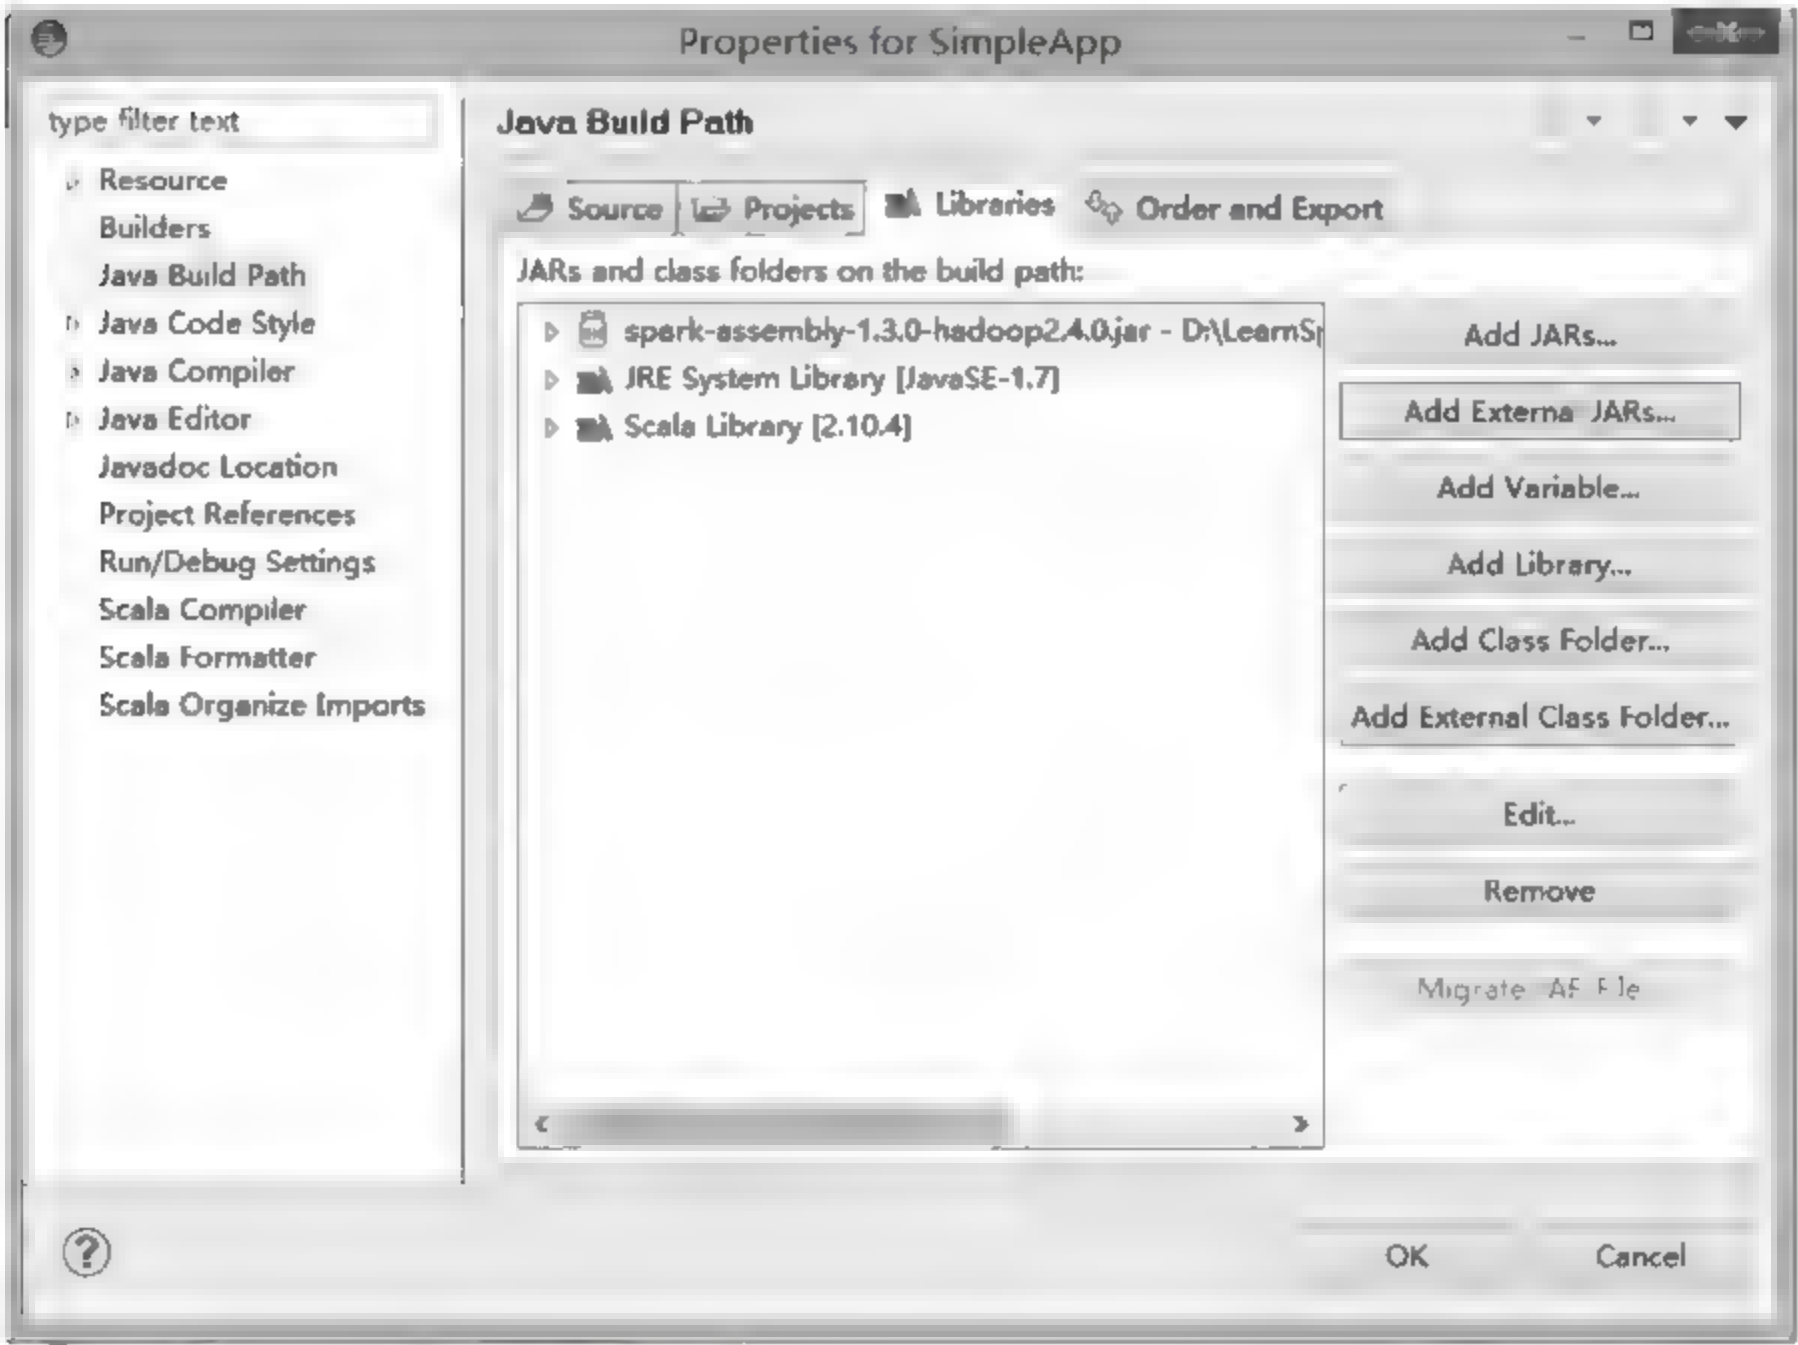 Properties for SimpleApp
type filter text
Resource
Builders
Java Build Path
Java Code Style
Java Compiler
Java Editor
Javadoc Location
Project References
Run/Debug Settings
Scala Compiler
Scala Formatter
Scala Organize Imports
Java Build Path
Source Projects Libraries Order and Export
JARs and class folders on the build path:
spark-assembly-1.3.0-hadoop2.4.0.jar - D:\LearnSp
JRE System Library [JavaSE-1.7]
Scala Library [2.10.4]
Add JARs...
Add External JARs...
Add Variable...
Add Library...
Add Class Folder...
Add External Class Folder...
Edit...
Remove
Migrate
OK Cancel